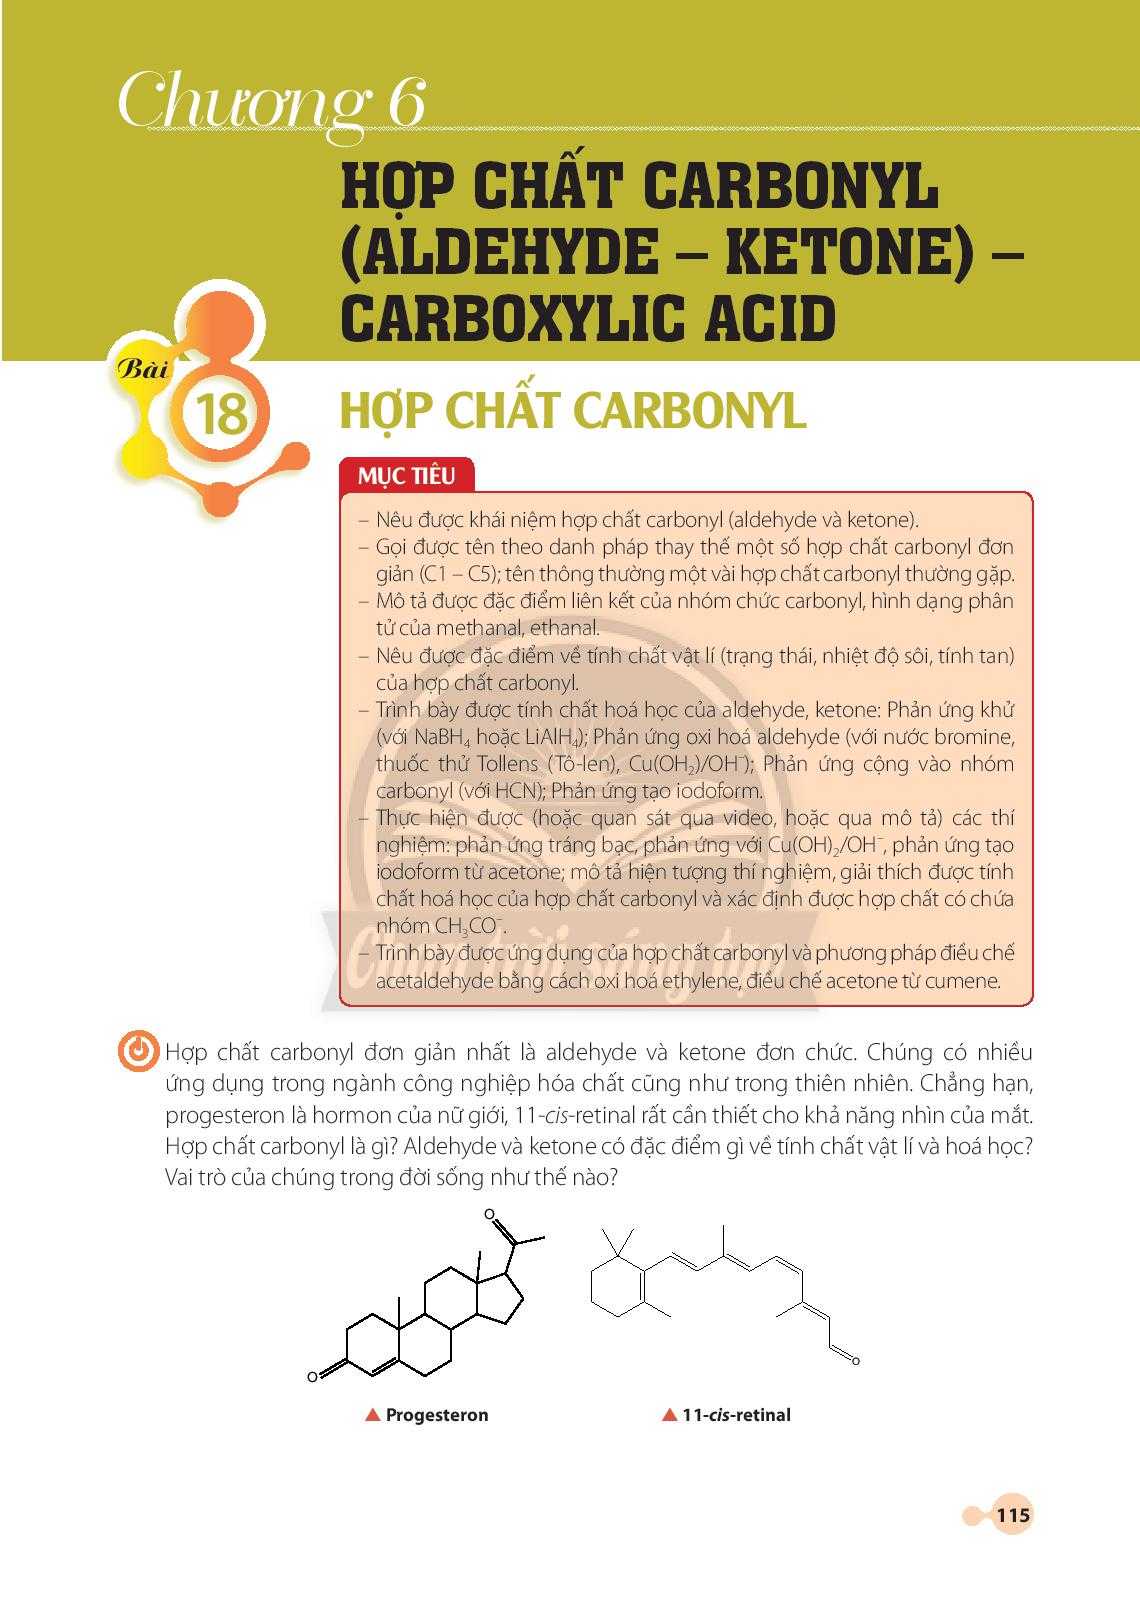 Chương 6
HỢP CHẤT CARBONYL
(ALDEHYDE – KETONE) –
CARBOXYLIC ACID
Bài
18
HỢP CHẤT CARBONYL
MỤC TIÊU
– Nêu được khái niệm hợp chất carbonyl (aldehyde và ketone).
– Gọi được tên theo danh pháp thay thế một số hợp chất carbonyl đơn
giản (C1 – C5); tên thông thường một vài hợp chất carbonyl thường gặp.
– Mô tả được đặc điểm liên kết của nhóm chức carbonyl, hình dạng phân
tử của methanal, ethanal.
– Nêu được đặc điểm về tính chất vật lí (trạng thái, nhiệt độ sôi, tính tan)
của hợp chất carbonyl.
– Trình bày được tính chất hoá học của aldehyde, ketone: Phản ứng khử
(với NaBH₄ hoặc LiAlH₄); Phản ứng oxi hoá aldehyde (với nước bromine,
thuốc thử Tollens (Tô-len), Cu(OH₂)/OH⁻); Phản ứng cộng vào nhóm
carbonyl (với HCN); Phản ứng tạo iodoform.
– Thực hiện được (hoặc quan sát qua video, hoặc qua mô tả) các thí
nghiệm: phản ứng tráng bạc, phản ứng với Cu(OH)₂/OH⁻, phản ứng tạo
iodoform từ acetone; mô tả hiện tượng thí nghiệm, giải thích được tính
chất hoá học của hợp chất carbonyl và xác định được hợp chất có chứa
nhóm CH₃CO⁻.
– Trình bày được ứng dụng của hợp chất carbonyl và phương pháp điều chế
acetaldehyde bằng cách oxi hoá ethylene, điều chế acetone từ cumene.
Chân trời sáng tạo
Hợp chất carbonyl đơn giản nhất là aldehyde và ketone đơn chức. Chúng có nhiều
ứng dụng trong ngành công nghiệp hóa chất cũng như trong thiên nhiên. Chẳng hạn,
progesteron là hormon của nữ giới, 11-cis-retinal rất cần thiết cho khả năng nhìn của mắt.
Hợp chất carbonyl là gì? Aldehyde và ketone có đặc điểm gì về tính chất vật lí và hoá học?
Vai trò của chúng trong đời sống như thế nào?
O
O
O
▲ Progesteron
▲ 11-cis-retinal
115